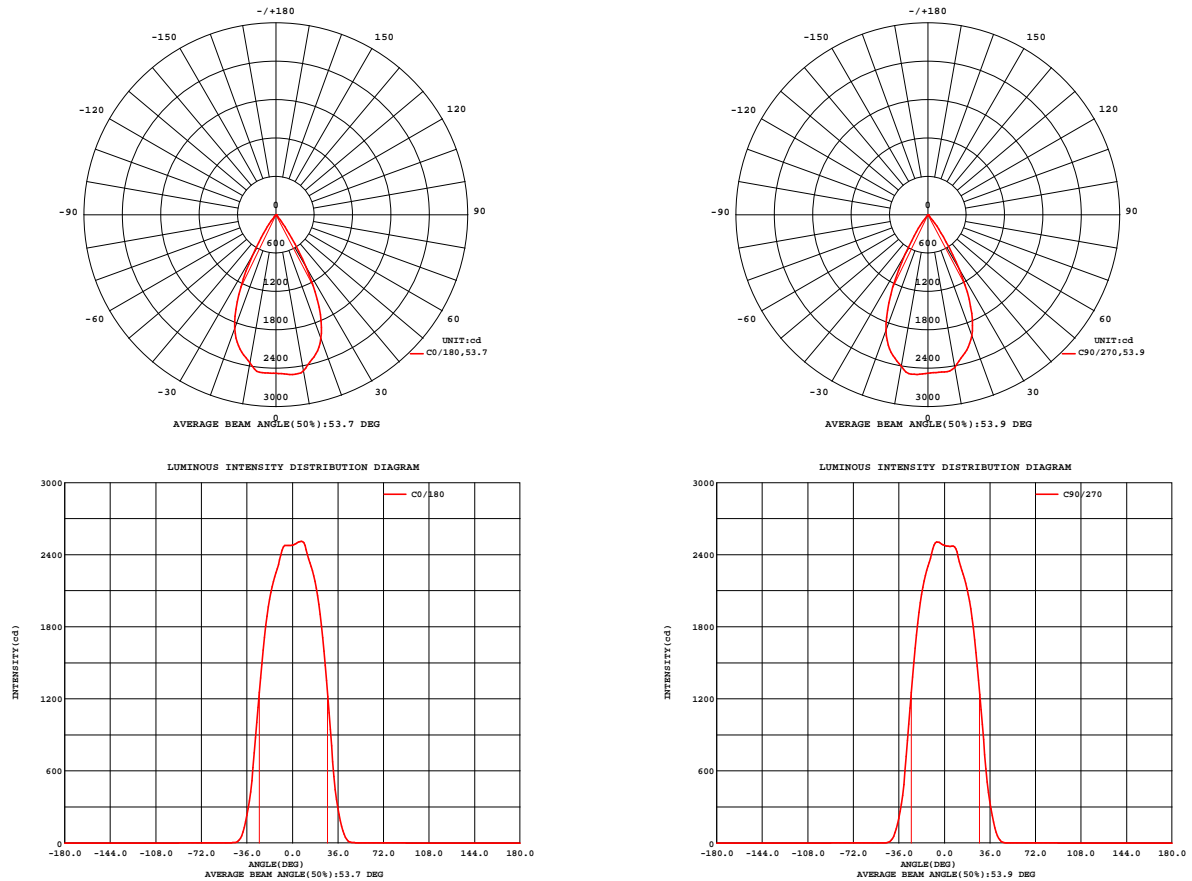 -/+180
-150 150
-120 120
-90 90
-60 60
-30 30
0
600
1200
1800
2400
3000
0
UNIT:cd
C0/180,53.7
AVERAGE BEAM ANGLE(50%):53.7 DEG
-/+180
-150 150
-120 120
-90 90
-60 60
-30 30
0
600
1200
1800
2400
3000
0
UNIT:cd
C90/270,53.9
AVERAGE BEAM ANGLE(50%):53.9 DEG
LUMINOUS INTENSITY DISTRIBUTION DIAGRAM
C0/180
INTENSITY(cd)
3000
2400
1800
1200
600
0
-180.0 -144.0 -108.0 -72.0 -36.0 0.0 36.0 72.0 108.0 144.0 180.0
ANGLE(DEG)
AVERAGE BEAM ANGLE(50%):53.7 DEG
LUMINOUS INTENSITY DISTRIBUTION DIAGRAM
C90/270
INTENSITY(cd)
3000
2400
1800
1200
600
0
-180.0 -144.0 -108.0 -72.0 -36.0 0.0 36.0 72.0 108.0 144.0 180.0
ANGLE(DEG)
AVERAGE BEAM ANGLE(50%):53.9 DEG